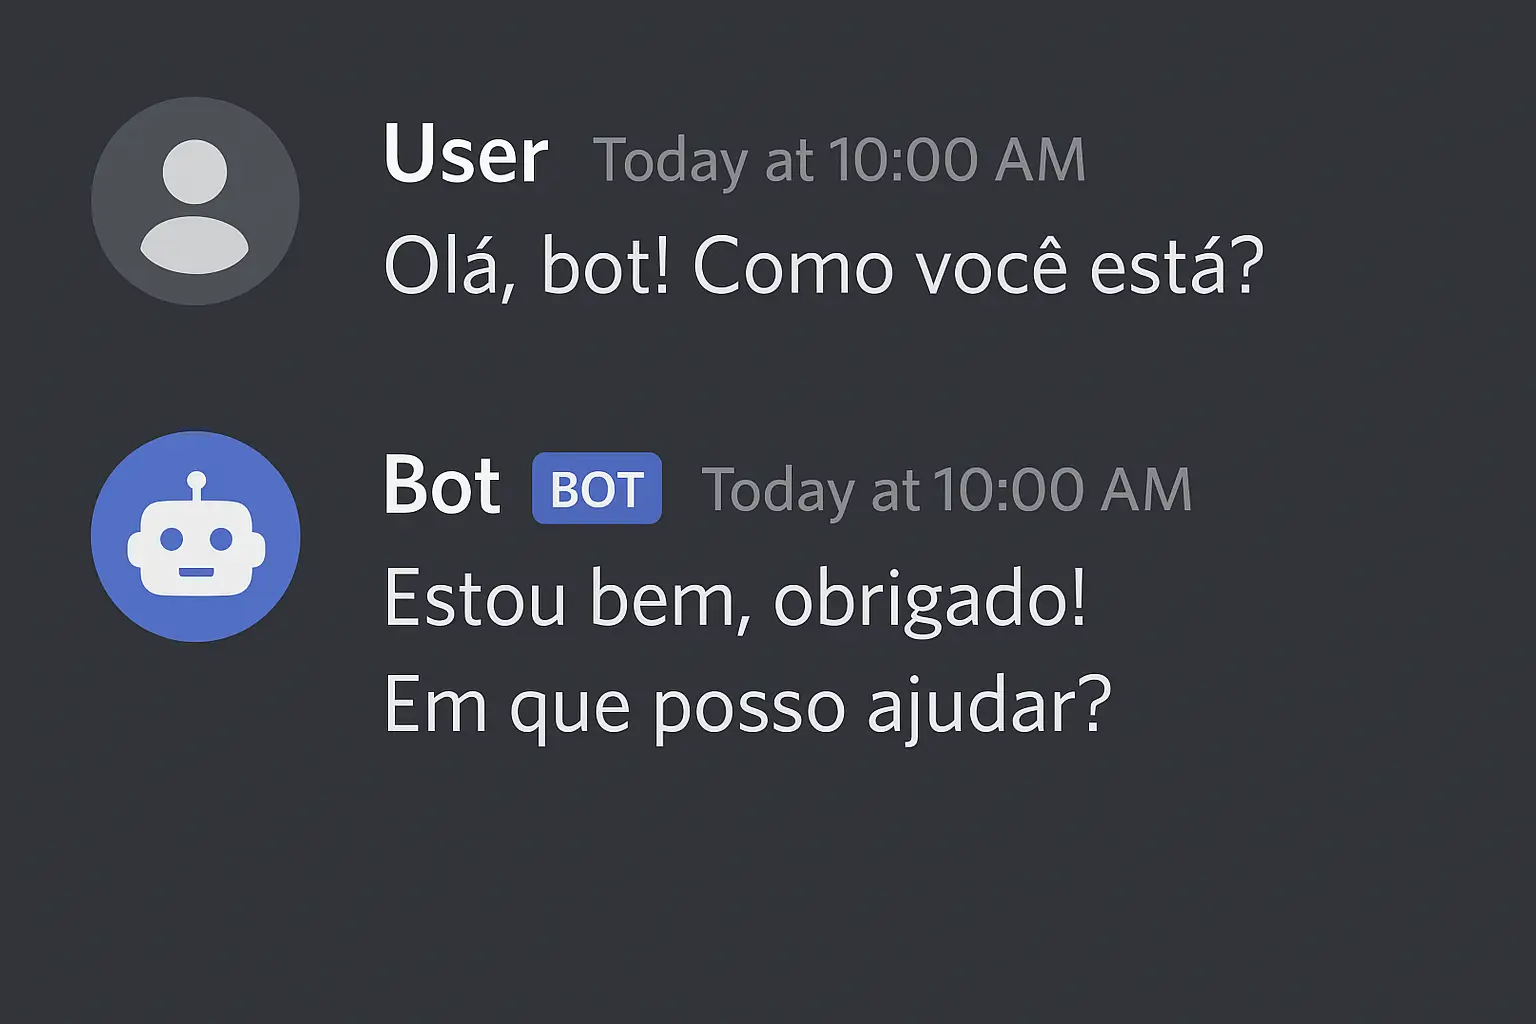 User Today at 10:00 AM
Olá, bot! Como você está?
Bot BOT Today at 10:00 AM
Estou bem, obrigado!
Em que posso ajudar?